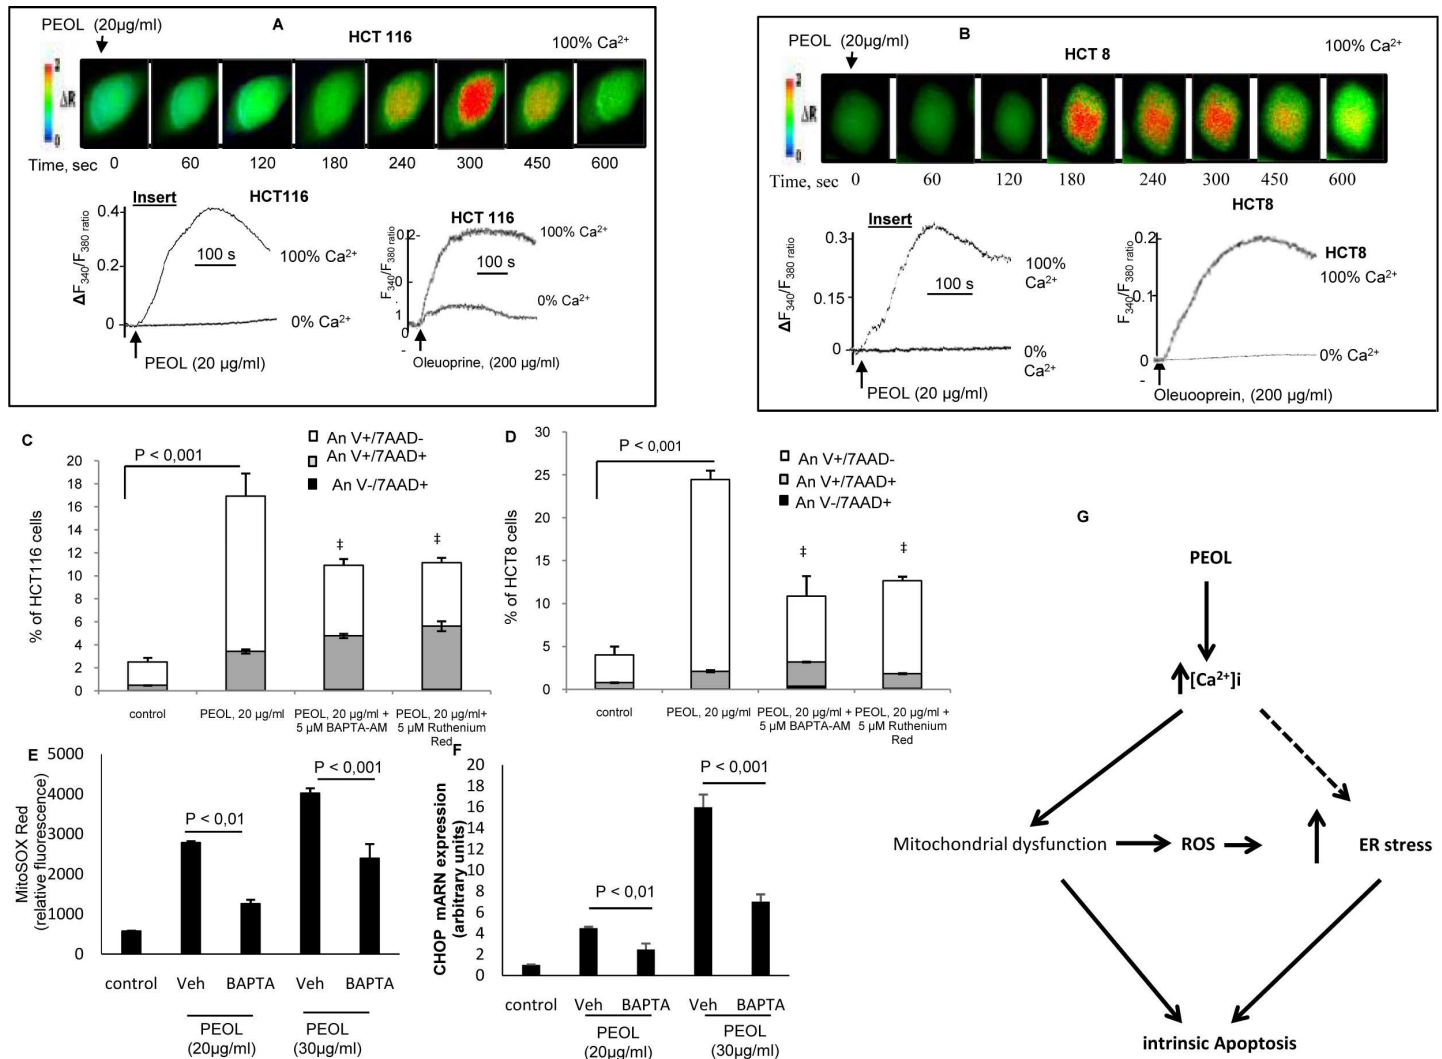 PEOL (20µg/ml)
A
HCT 116
100% Ca²⁺
ΔR
Time, sec 0 60 120 180 240 300 450 600
Insert
HCT116
ΔF340/F380 ratio
0.4
0.2
0
100 s
100% Ca²⁺
0% Ca²⁺
PEOL (20 µg/ml)
HCT 116
F340/F380 ratio
0.2-
0
1
0
-
100 s
100% Ca²⁺
0% Ca²⁺
Oleuoprine, (200 µg/ml)
PEOL (20µg/ml)
B
HCT 8
100% Ca²⁺
ΔR
Time, sec 0 60 120 180 240 300 450 600
Insert
ΔF340/F380 ratio
0.3
0.15
0
100 s
100%
Ca²⁺
0%
Ca²⁺
PEOL (20 µg/ml)
HCT8
F340/F380 ratio
0.2
0.1
0
-
HCT8
100% Ca²⁺
0% Ca²⁺
Oleuooprein, (200 µg/ml)
C
An V+/7AAD-
An V+/7AAD+
An V-/7AAD+
P < 0,001
% of HCT116 cells
20
18
16
14
12
10
8
6
4
2
0
‡
‡
control
PEOL, 20 µg/ml
PEOL, 20 µg/ml +
5 µM BAPTA-AM
PEOL, 20 µg/ml+
5 µM Ruthenium
Red
D
P < 0,001
An V+/7AAD-
An V+/7AAD+
An V-/7AAD+
% of HCT8 cells
30
25
20
15
10
5
0
‡
‡
control
PEOL, 20 µg/ml
PEOL, 20 µg/ml +
5 µM BAPTA-AM
PEOL, 20 µg/ml +
5 µM Ruthenium
Red
E
MitoSOX Red
(relative fluorescence)
5000
4000
3000
2000
1000
0
P < 0,01
P < 0,001
control Veh BAPTA Veh BAPTA
PEOL
(20µg/ml)
PEOL
(30µg/ml)
F
CHOP mARN expression
(arbitrary units)
20
18
16
14
12
10
8
6
4
2
0
P < 0,01
P < 0,001
control Veh BAPTA Veh BAPTA
PEOL
(20µg/ml)
PEOL
(30µg/ml)
G
PEOL
[Ca²⁺]i
Mitochondrial dysfunction
ROS
ER stress
intrinsic Apoptosis